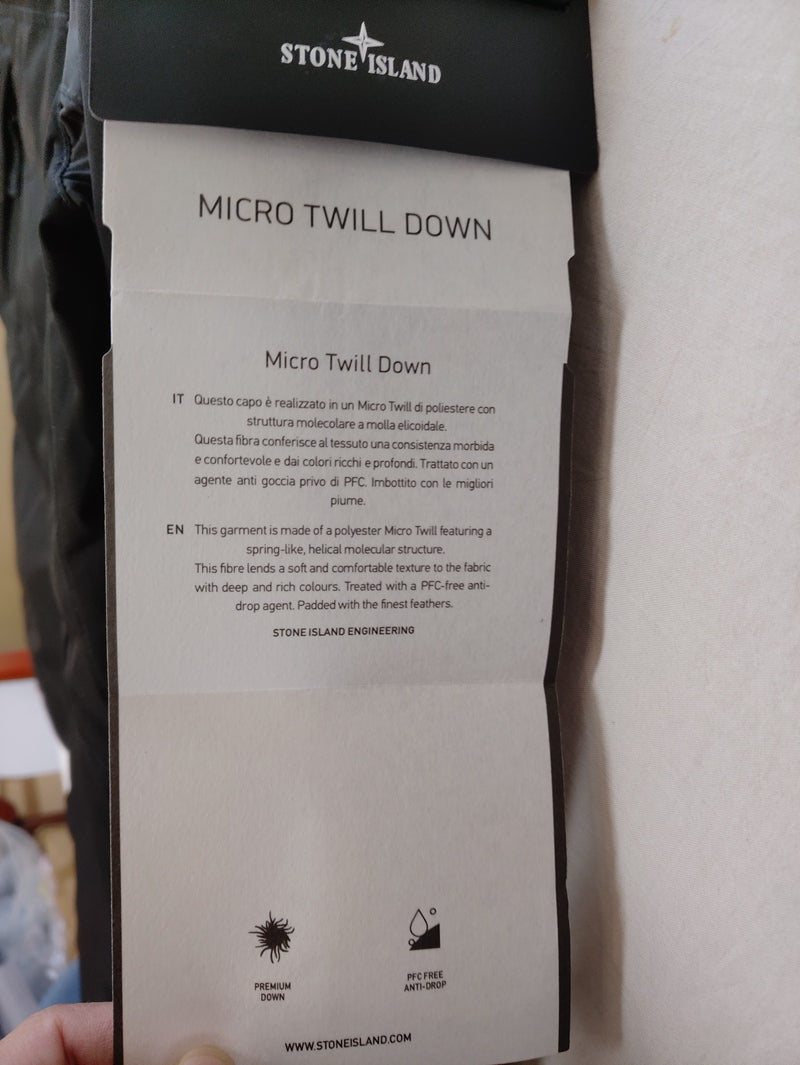 STONE ISLAND
MICRO TWILL DOWN
Micro Twill Down
IT Questo capo è realizzato in un Micro Twill di poliestere con
struttura molecolare a molla elicoidale.
Questa fibra conferisce al tessuto una consistenza morbida
e confortevole e dai colori ricchi e profondi. Trattato con un
agente anti goccia privo di PFC. Imbottito con le migliori
piume.
EN This garment is made of a polyester Micro Twill featuring a
spring-like, helical molecular structure.
This fibre lends a soft and comfortable texture to the fabric
with deep and rich colours. Treated with a PFC-free anti-
drop agent. Padded with the finest feathers.
STONE ISLAND ENGINEERING
PREMIUM
DOWN
PFC FREE
ANTI-DROP
WWW.STONEISLAND.COM